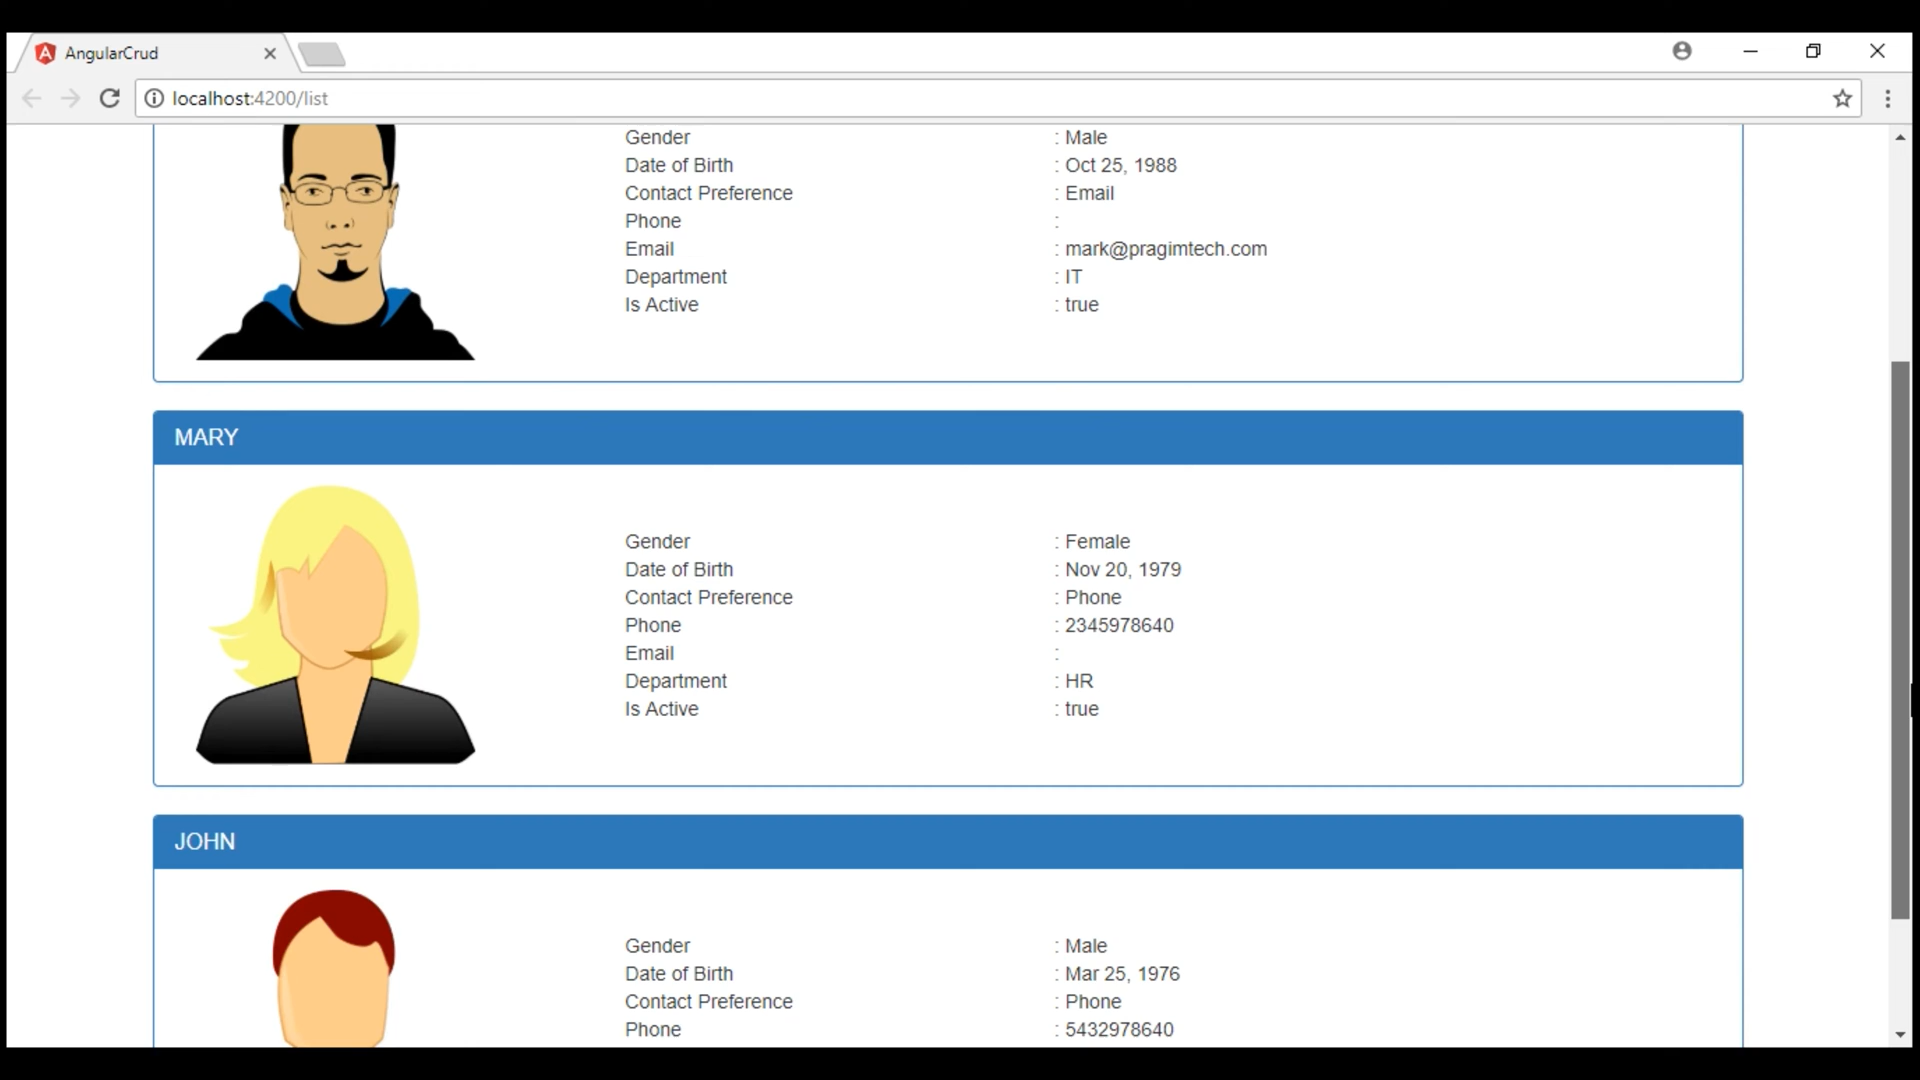 AngularCrud
localhost:4200/list
Gender : Male
Date of Birth : Oct 25, 1988
Contact Preference : Email
Phone :
Email : mark@pragimtech.com
Department : IT
Is Active : true
MARY
Gender : Female
Date of Birth : Nov 20, 1979
Contact Preference : Phone
Phone : 2345978640
Email :
Department : HR
Is Active : true
JOHN
Gender : Male
Date of Birth : Mar 25, 1976
Contact Preference : Phone
Phone : 5432978640